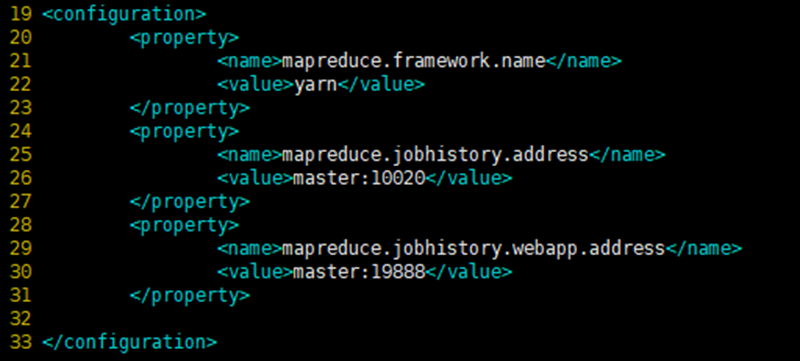 19 <configuration>
20         <property>
21                 <name>mapreduce.framework.name</name>
22                 <value>yarn</value>
23         </property>
24         <property>
25                 <name>mapreduce.jobhistory.address</name>
26                 <value>master:10020</value>
27         </property>
28         <property>
29                 <name>mapreduce.jobhistory.webapp.address</name>
30                 <value>master:19888</value>
31         </property>
32
33 </configuration>